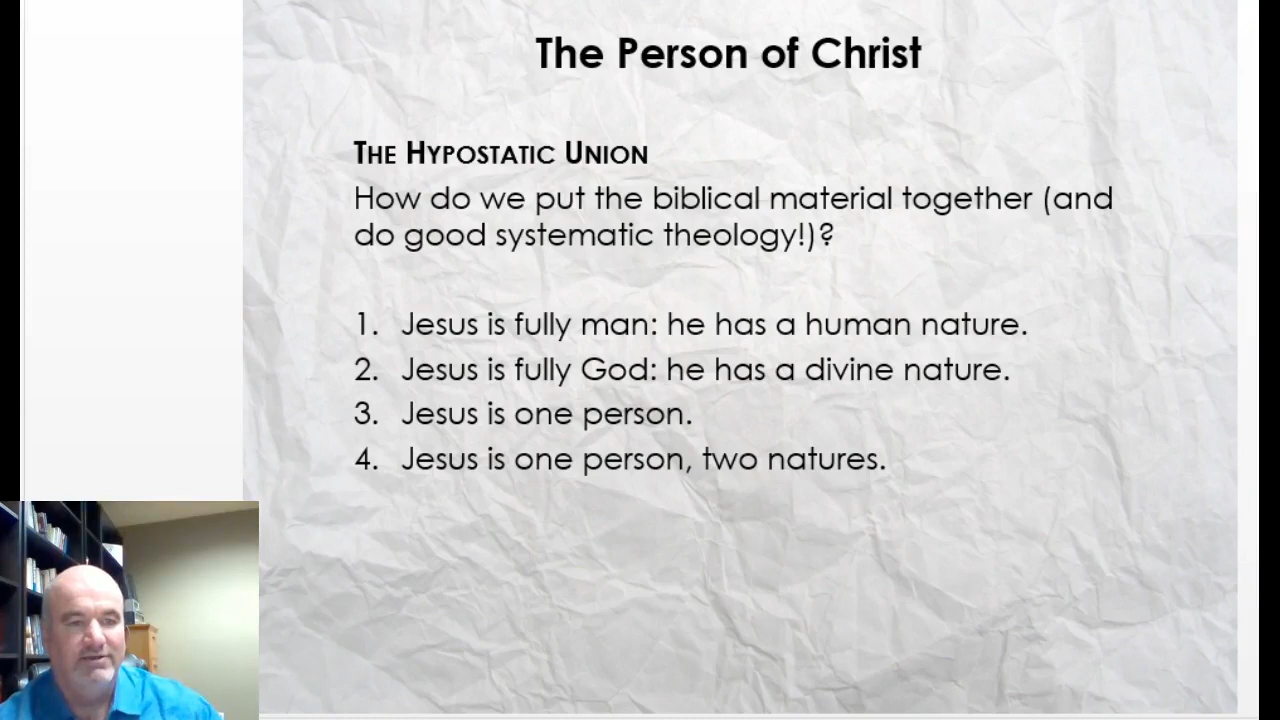 The Person of Christ
THE HYPOSTATIC UNION
How do we put the biblical material together (and
do good systematic theology!)?
1. Jesus is fully man: he has a human nature.
2. Jesus is fully God: he has a divine nature.
3. Jesus is one person.
4. Jesus is one person, two natures.